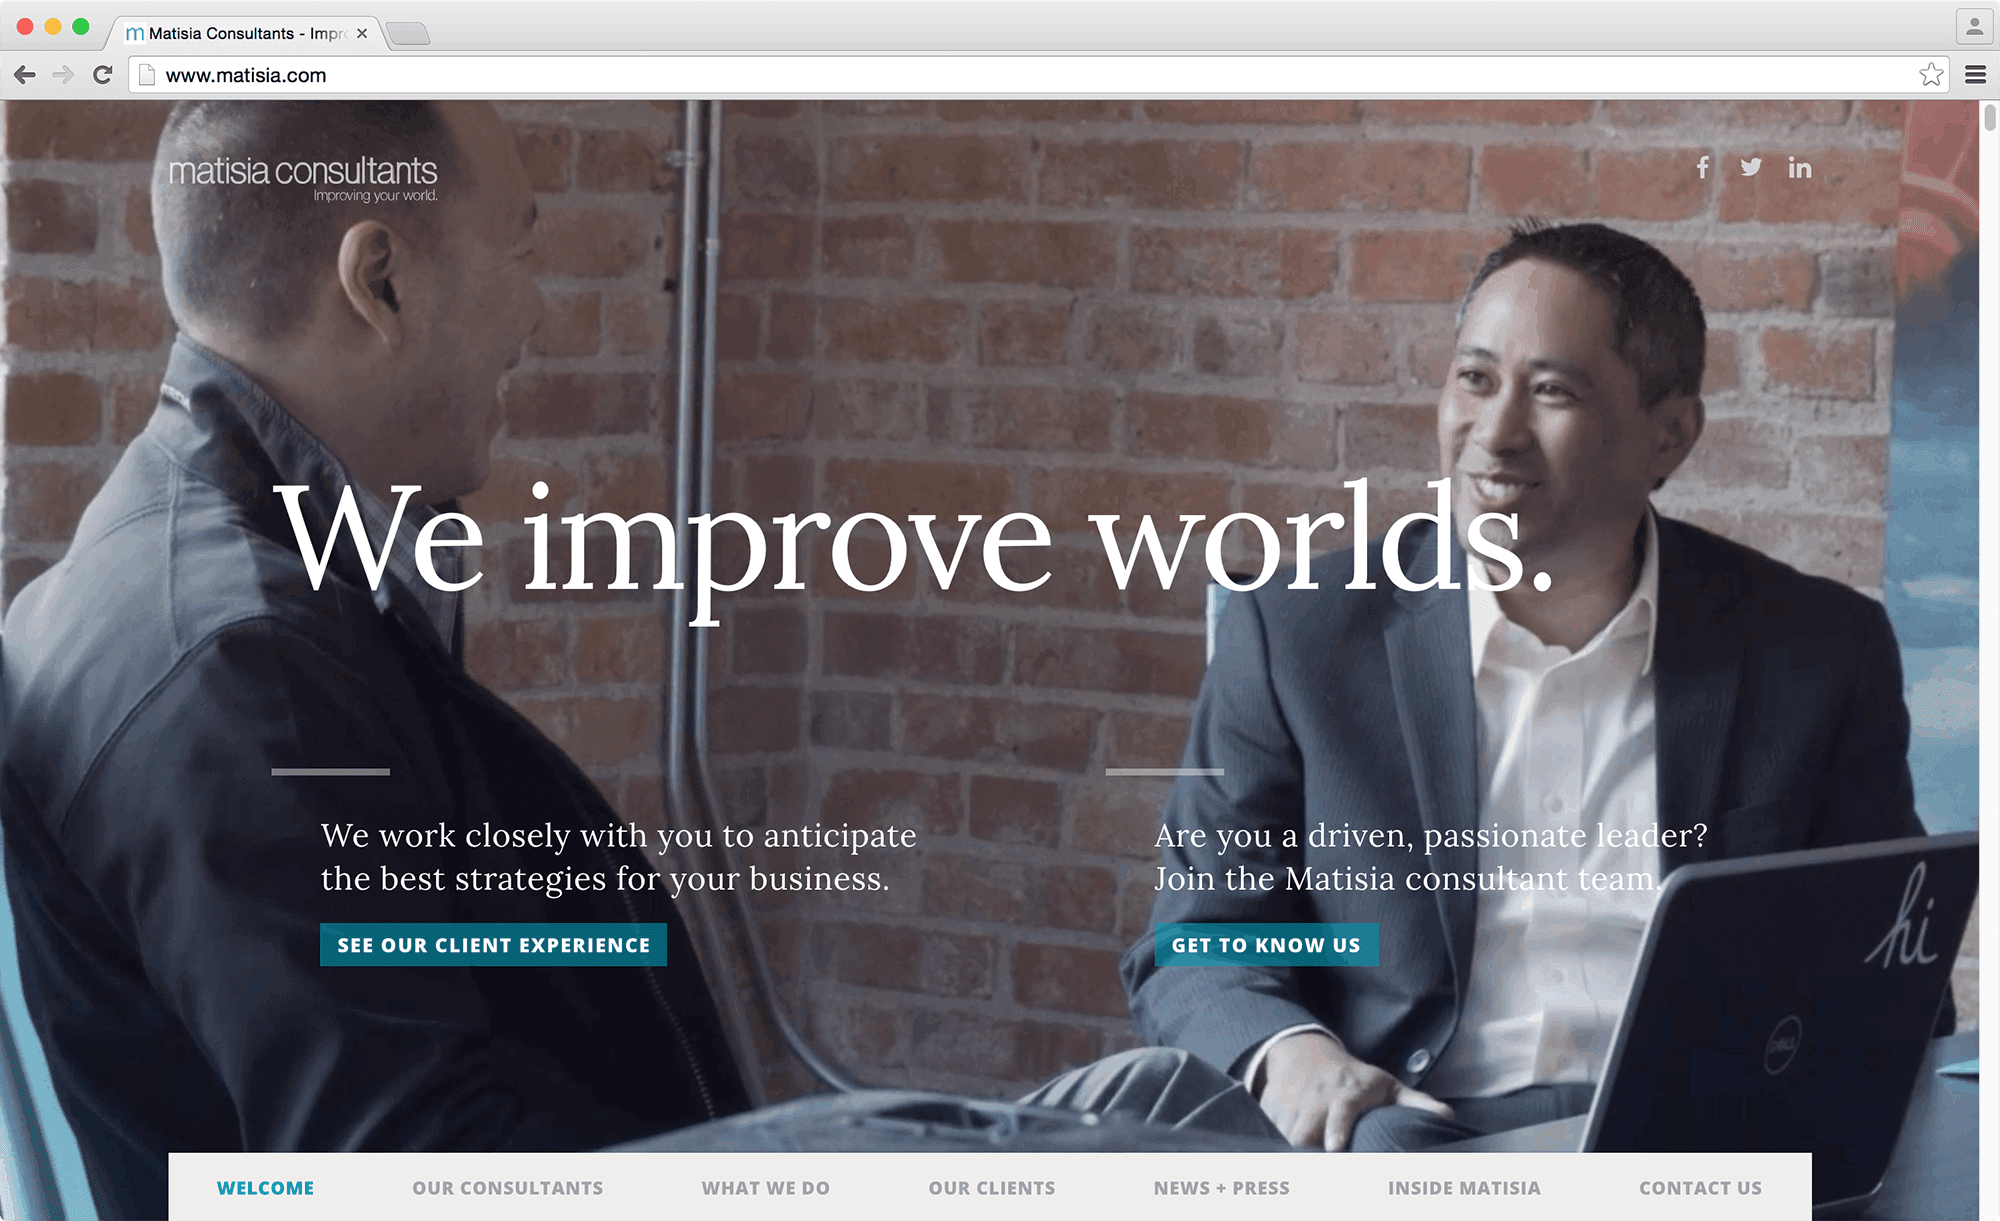 Matisia Consultants - Impr
www.matisia.com
matisia consultants
Improving your world.
We improve worlds.
We work closely with you to anticipate
the best strategies for your business.
SEE OUR CLIENT EXPERIENCE
Are you a driven, passionate leader?
Join the Matisia consultant team.
GET TO KNOW US
hi
DELL
WELCOME
OUR CONSULTANTS
WHAT WE DO
OUR CLIENTS
NEWS + PRESS
INSIDE MATISIA
CONTACT US